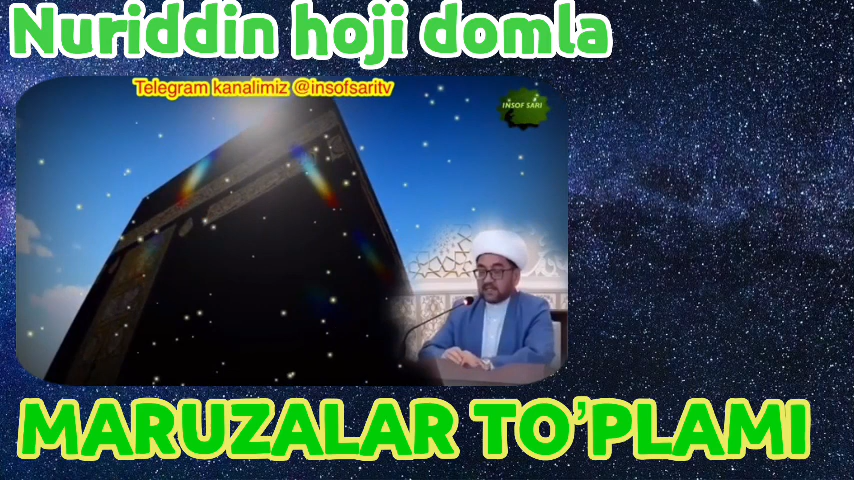 Nuriddin hoji domla
Telegram kanalimiz @insofsaritv
INSOF SARI
MARUZALAR TO’PLAMI